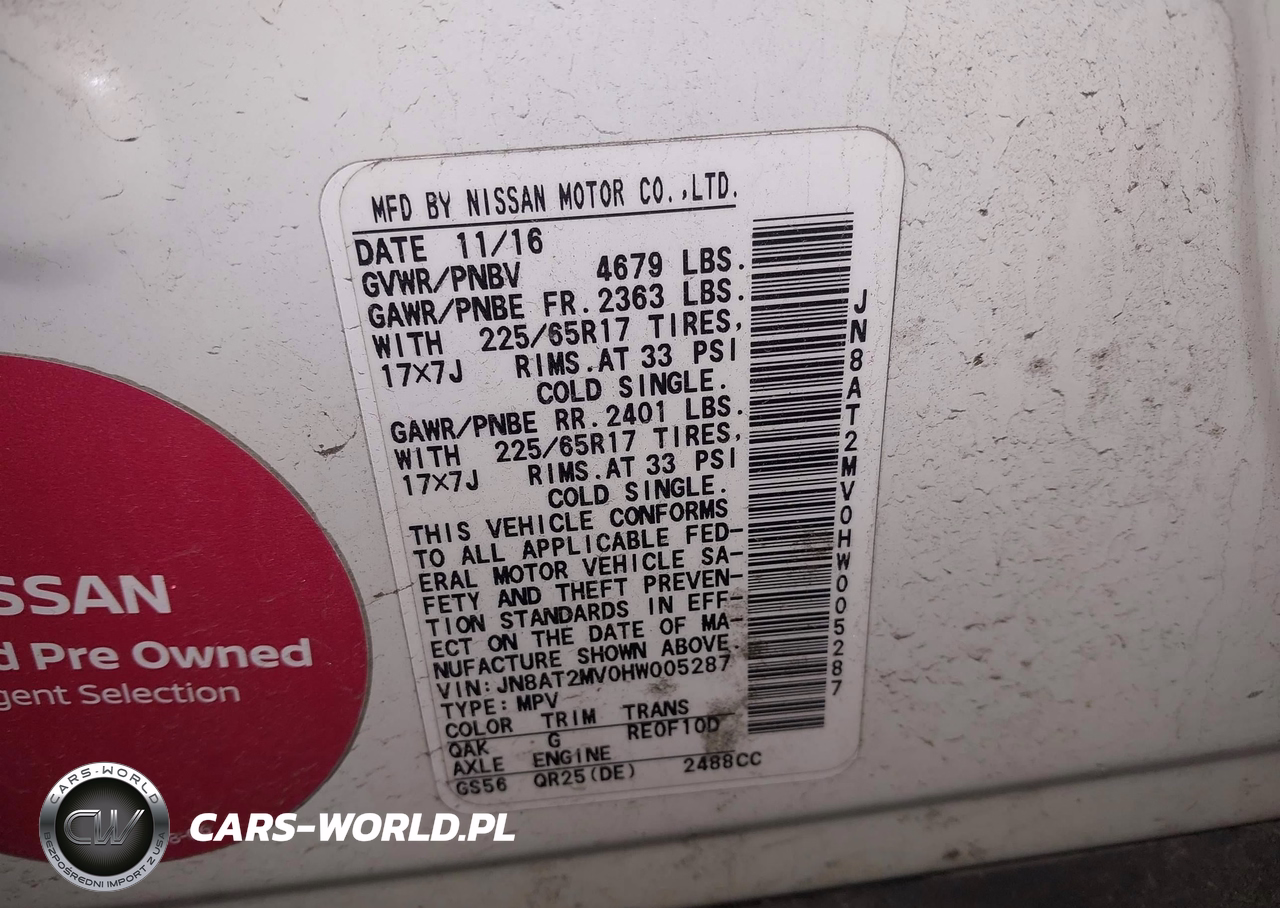 MFD BY NISSAN MOTOR CO.,LTD.
DATE 11/16
GVWR/PNBV 4679 LBS.
GAWR/PNBE FR. 2363 LBS.
WITH 225/65R17 TIRES,
17×7J RIMS.AT 33 PSI
COLD SINGLE.
GAWR/PNBE RR. 2401 LBS.
WITH 225/65R17 TIRES,
17×7J RIMS.AT 33 PSI
COLD SINGLE.
THIS VEHICLE CONFORMS
TO ALL APPLICABLE FED-
ERAL MOTOR VEHICLE SA-
FETY AND THEFT PREVEN-
TION STANDARDS IN EFF-
ECT ON THE DATE OF MA-
NUFACTURE SHOWN ABOVE.
VIN:JN8AT2MV0HW005287
TYPE:MPV
COLOR TRIM TRANS
QAK G RE0F10D
AXLE ENGINE
GS56 QR25(DE) 2488CC
JN8AT2MV0HW005287
SSAN
d Pre Owned
gent Selection
CARS-WORLD
CW
BEZPOŚREDNI IMPORT Z USA
CARS-WORLD.PL